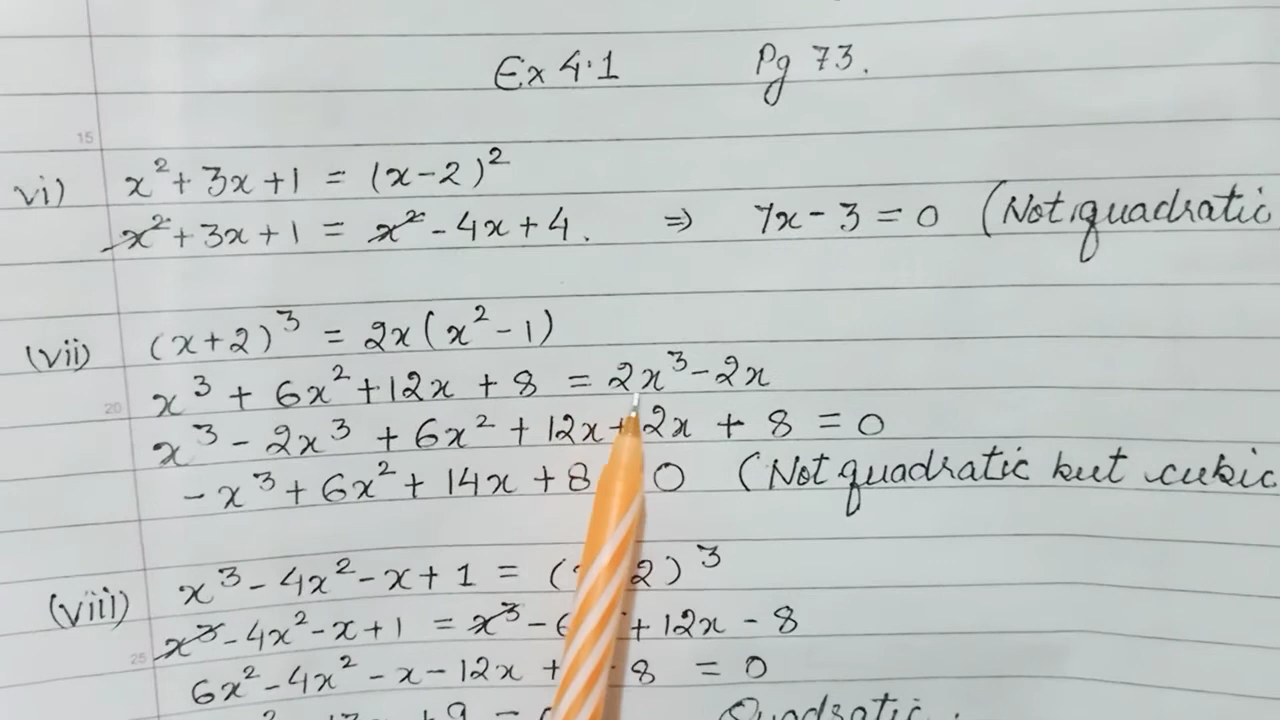 Ex 4.1 Pg 73.
15
vi) x² + 3x + 1 = (x - 2)²
x² + 3x + 1 = x² - 4x + 4. ⇒ 7x - 3 = 0 (Not quadratic
(vii) (x + 2)³ = 2x(x² - 1)
20 x³ + 6x² + 12x + 8 = 2x³ - 2x
x³ - 2x³ + 6x² + 12x + 2x + 8 = 0
- x³ + 6x² + 14x + 8 0 (Not quadratic but cubic
(viii) x³ - 4x² - x + 1 = ( 2)³
25 x³ - 4x² - x + 1 = x³ - 6 + 12x - 8
6x² - 4x² - x - 12x + 8 = 0
Quadratic.